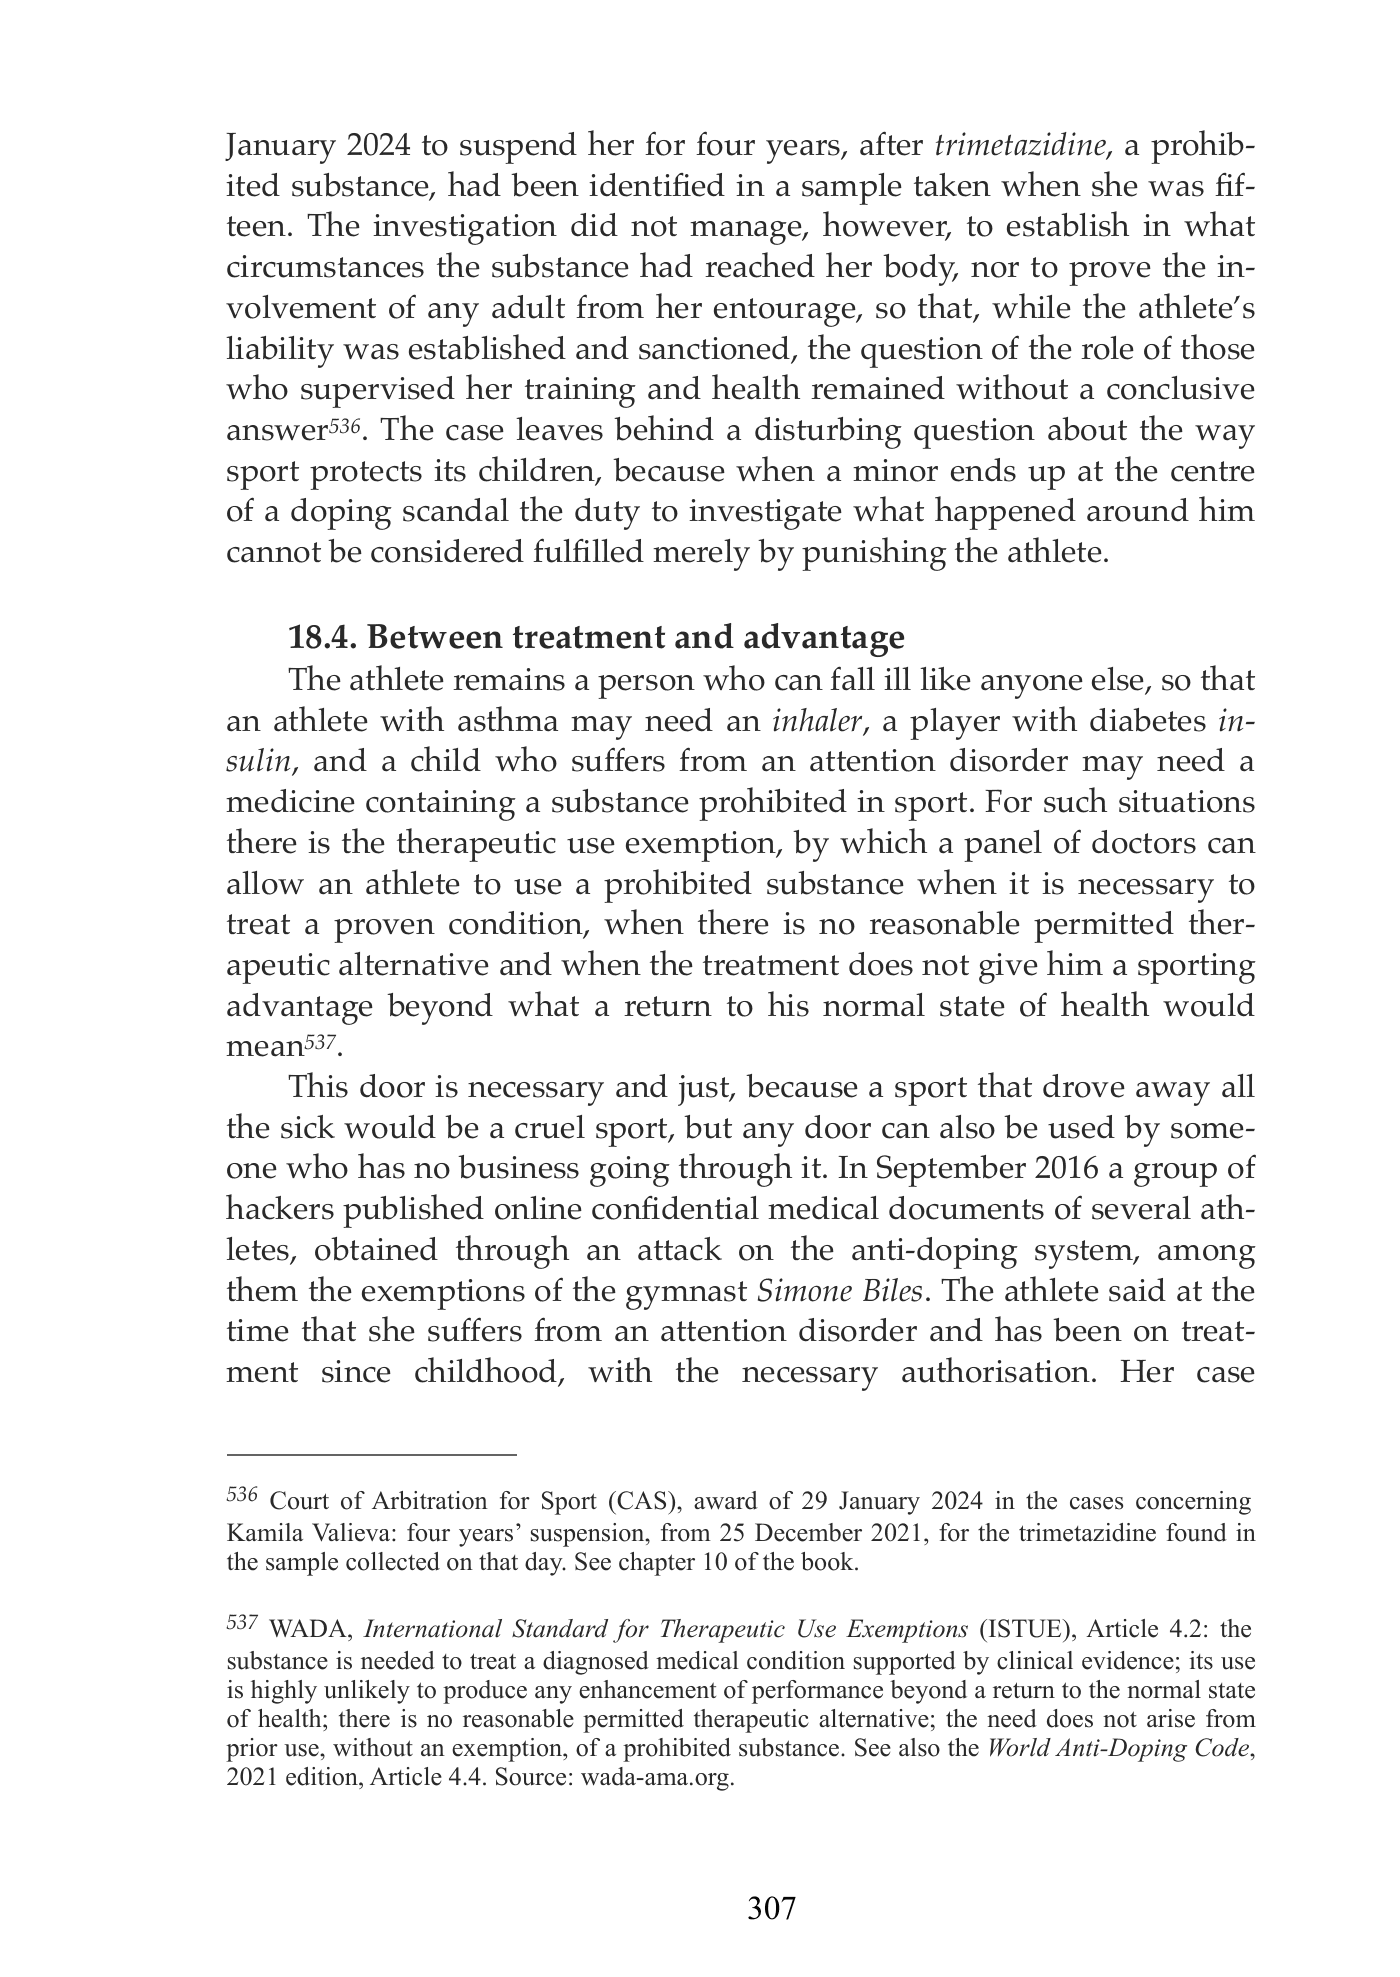 January 2024 to suspend her for four years, after trimetazidine, a prohib-
ited substance, had been identified in a sample taken when she was fif-
teen. The investigation did not manage, however, to establish in what
circumstances the substance had reached her body, nor to prove the in-
volvement of any adult from her entourage, so that, while the athlete’s
liability was established and sanctioned, the question of the role of those
who supervised her training and health remained without a conclusive
answer536. The case leaves behind a disturbing question about the way
sport protects its children, because when a minor ends up at the centre
of a doping scandal the duty to investigate what happened around him
cannot be considered fulfilled merely by punishing the athlete.
18.4. Between treatment and advantage
The athlete remains a person who can fall ill like anyone else, so that
an athlete with asthma may need an inhaler, a player with diabetes in-
sulin, and a child who suffers from an attention disorder may need a
medicine containing a substance prohibited in sport. For such situations
there is the therapeutic use exemption, by which a panel of doctors can
allow an athlete to use a prohibited substance when it is necessary to
treat a proven condition, when there is no reasonable permitted ther-
apeutic alternative and when the treatment does not give him a sporting
advantage beyond what a return to his normal state of health would
mean537.
This door is necessary and just, because a sport that drove away all
the sick would be a cruel sport, but any door can also be used by some-
one who has no business going through it. In September 2016 a group of
hackers published online confidential medical documents of several ath-
letes, obtained through an attack on the anti-doping system, among
them the exemptions of the gymnast Simone Biles. The athlete said at the
time that she suffers from an attention disorder and has been on treat-
ment since childhood, with the necessary authorisation. Her case
536 Court of Arbitration for Sport (CAS), award of 29 January 2024 in the cases concerning
Kamila Valieva: four years’ suspension, from 25 December 2021, for the trimetazidine found in
the sample collected on that day. See chapter 10 of the book.
537 WADA, International Standard for Therapeutic Use Exemptions (ISTUE), Article 4.2: the
substance is needed to treat a diagnosed medical condition supported by clinical evidence; its use
is highly unlikely to produce any enhancement of performance beyond a return to the normal state
of health; there is no reasonable permitted therapeutic alternative; the need does not arise from
prior use, without an exemption, of a prohibited substance. See also the World Anti-Doping Code,
2021 edition, Article 4.4. Source: wada-ama.org.
307